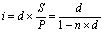 i = d × S/P = d/(1 − n × d)